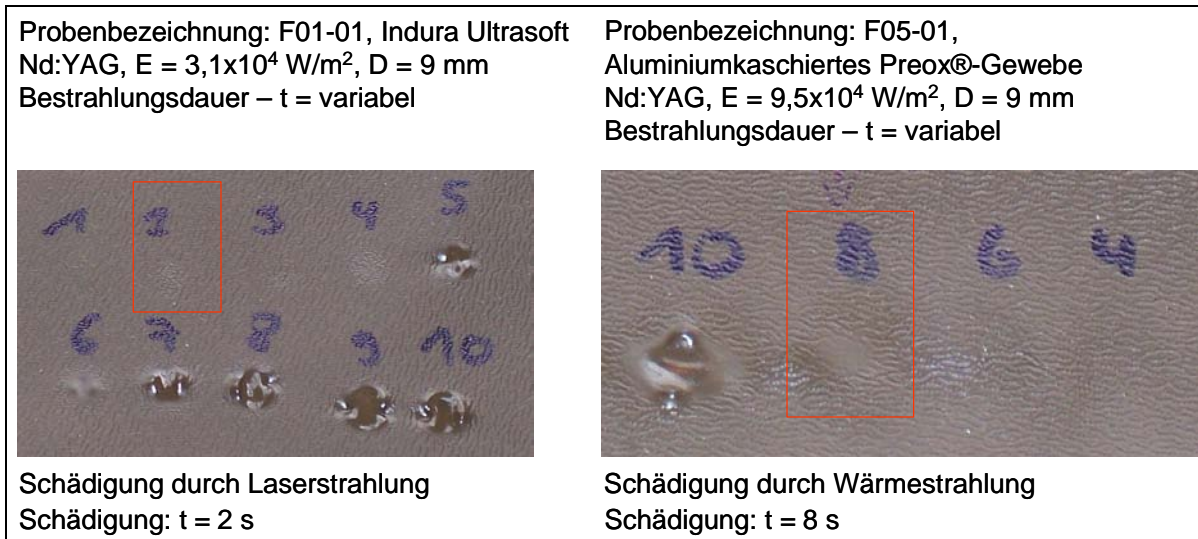 Probenbezeichnung: F01-01, Indura Ultrasoft
Nd:YAG, E = 3,1x10⁴ W/m², D = 9 mm
Bestrahlungsdauer – t = variabel
1 2 3 4 5
6 7 8 9 10
Schädigung durch Laserstrahlung
Schädigung: t = 2 s
Probenbezeichnung: F05-01,
Aluminiumkaschiertes Preox®-Gewebe
Nd:YAG, E = 9,5x10⁴ W/m², D = 9 mm
Bestrahlungsdauer – t = variabel
10 8 6 4
Schädigung durch Wärmestrahlung
Schädigung: t = 8 s